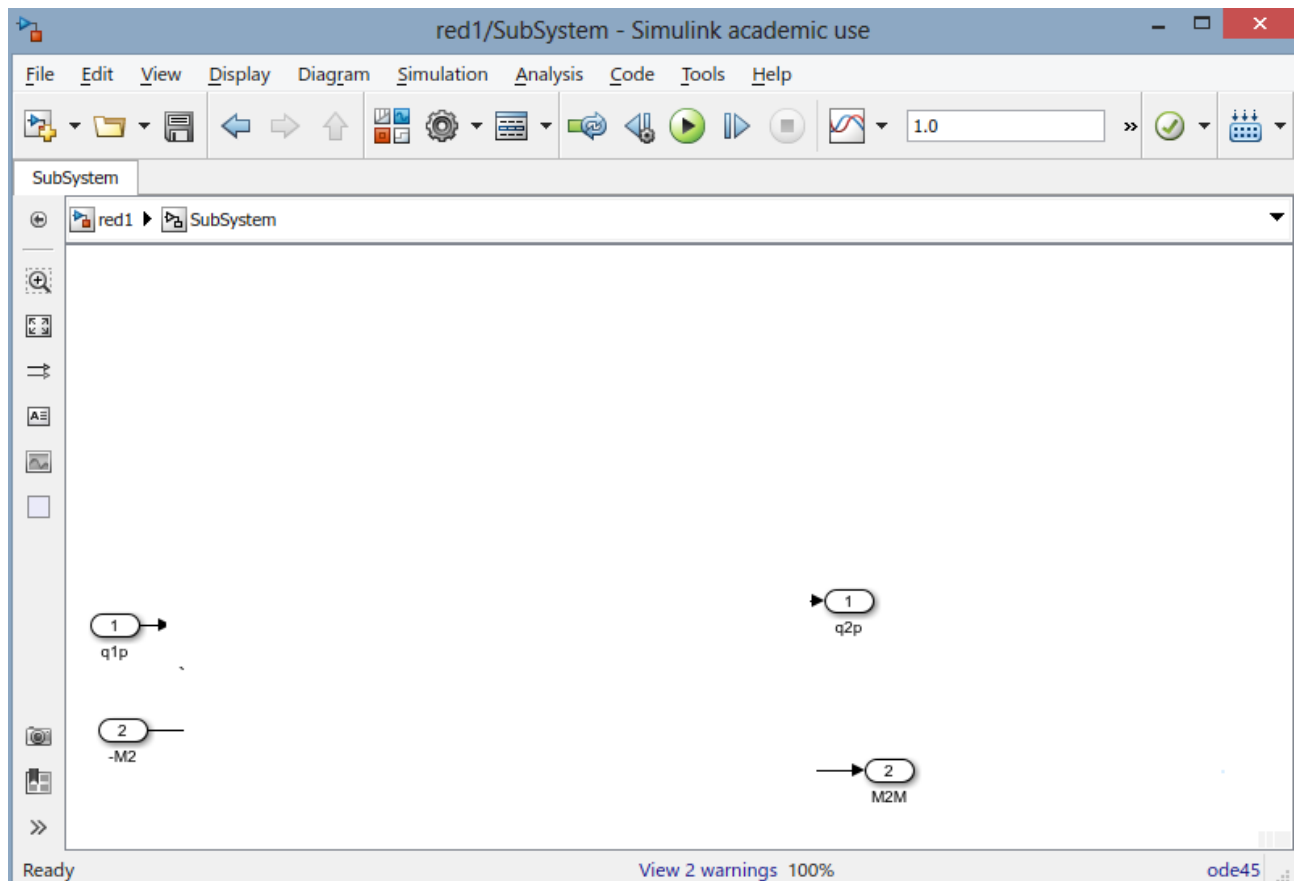 red1/SubSystem - Simulink academic use
File Edit View Display Diagram Simulation Analysis Code Tools Help
1.0 »
SubSystem
red1 SubSystem
A
1
q1p
1
q2p
2
-M2
2
M2M
»
Ready View 2 warnings 100% ode45